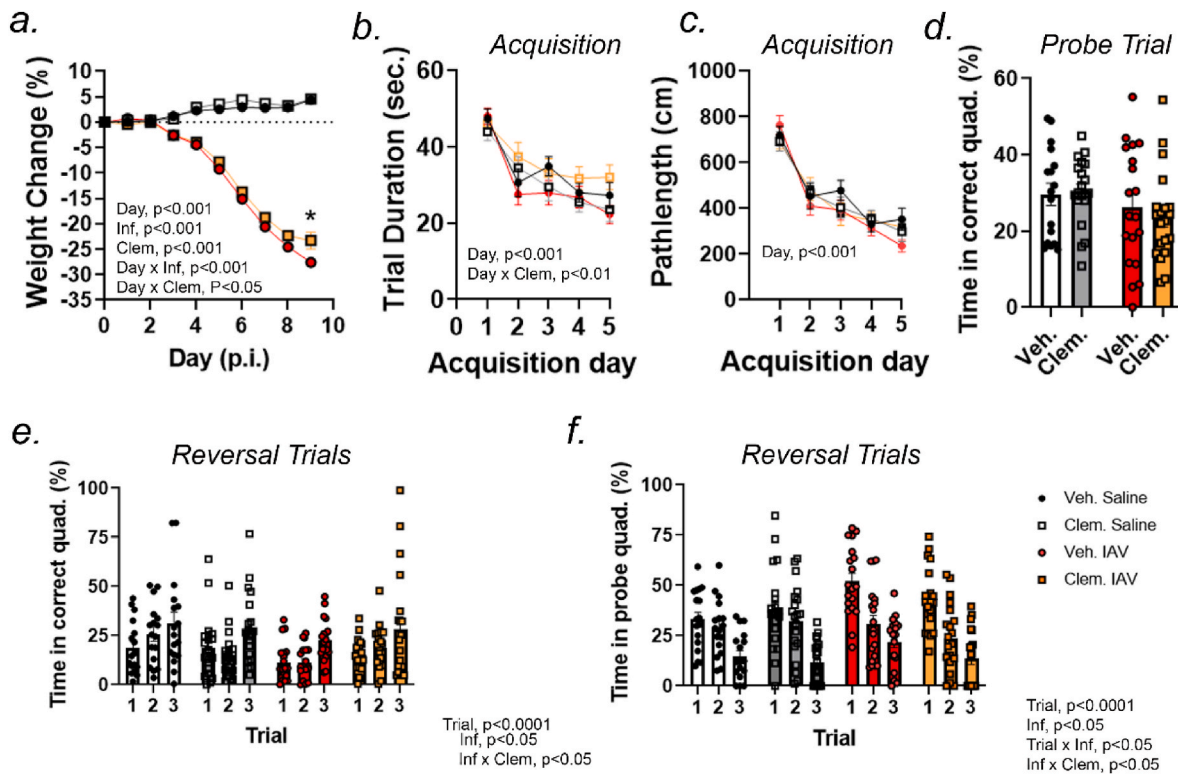 a.
Weight Change (%)
10
5
0
-5
-10
-15
-20
-25
-30
-35
Day, p<0.001
Inf, p<0.001
Clem, p<0.001
Day x Inf, p<0.001
Day x Clem, P<0.05
*
0 2 4 6 8 10
Day (p.i.)
b.
Acquisition
Trial Duration (sec.)
60
40
20
0
Day, p<0.001
Day x Clem, p<0.01
0 1 2 3 4 5
Acquisition day
c.
Acquisition
Pathlength (cm)
1000
800
600
400
200
0
Day, p<0.001
1 2 3 4 5
Acquisition day
d.
Probe Trial
Time in correct quad. (%)
60
40
20
0
Veh.
Clem.
Veh.
Clem.
e.
Reversal Trials
Time in correct quad. (%)
100
75
50
25
0
1 2 3 1 2 3 1 2 3 1 2 3
Trial
Trial, p<0.0001
Inf, p<0.05
Inf x Clem, p<0.05
f.
Reversal Trials
Time in probe quad. (%)
100
75
50
25
0
1 2 3 1 2 3 1 2 3 1 2 3
Trial
Veh. Saline
Clem. Saline
Veh. IAV
Clem. IAV
Trial, p<0.0001
Inf, p<0.05
Trial x Inf, p<0.05
Inf x Clem, p<0.05